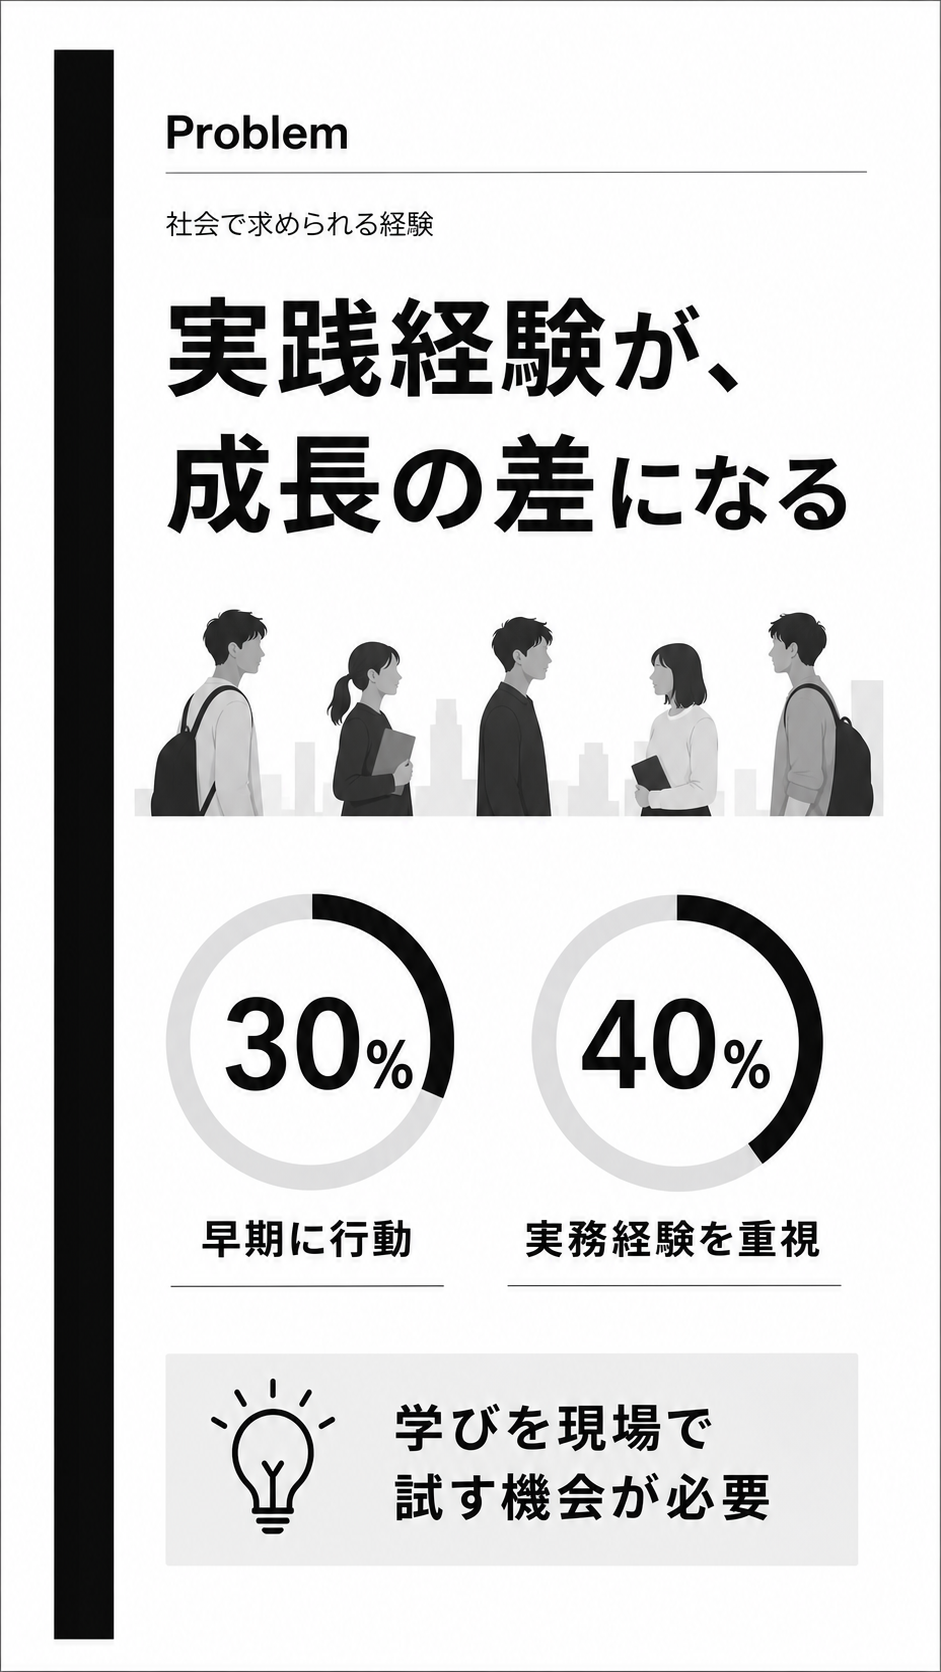 Problem
社会で求められる経験
実践経験が、
成長の差になる
30%
40%
早期に行動
実務経験を重視
学びを現場で
試す機会が必要